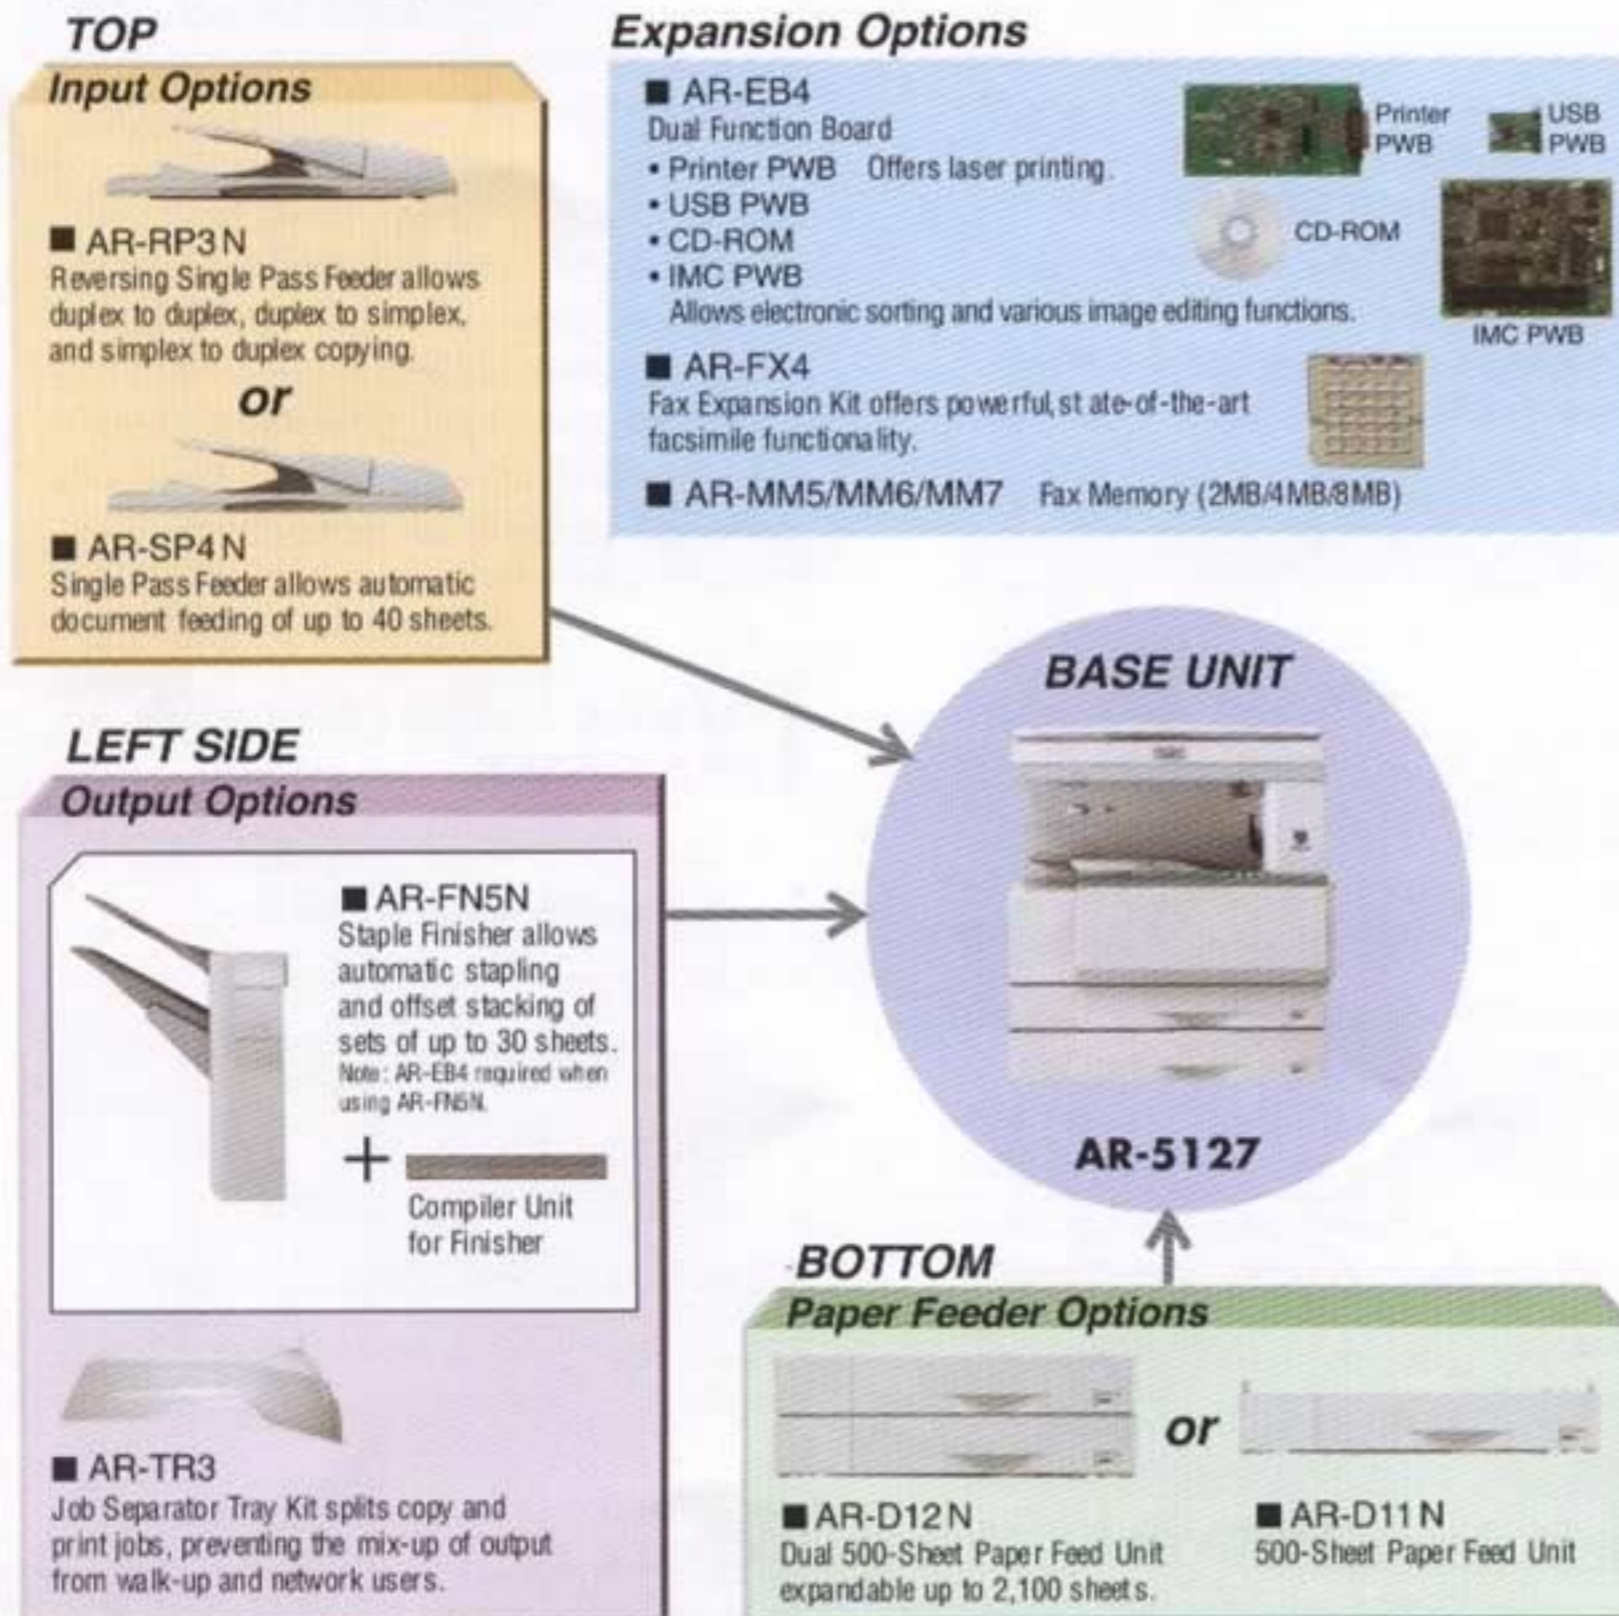 TOP
Input Options
■ AR-RP3N
Reversing Single Pass Feeder allows
duplex to duplex, duplex to simplex,
and simplex to duplex copying.
or
■ AR-SP4N
Single Pass Feeder allows automatic
document feeding of up to 40 sheets.
Expansion Options
■ AR-EB4
Dual Function Board
• Printer PWB Offers laser printing.
• USB PWB
• CD-ROM
• IMC PWB
Allows electronic sorting and various image editing functions.
Printer
PWB
USB
PWB
CD-ROM
IMC PWB
■ AR-FX4
Fax Expansion Kit offers powerful, state-of-the-art
facsimile functionality.
■ AR-MM5/MM6/MM7 Fax Memory (2MB/4MB/8MB)
LEFT SIDE
Output Options
■ AR-FN5N
Staple Finisher allows
automatic stapling
and offset stacking of
sets of up to 30 sheets.
Note: AR-EB4 required when
using AR-FN5N.
+
Compiler Unit
for Finisher
■ AR-TR3
Job Separator Tray Kit splits copy and
print jobs, preventing the mix-up of output
from walk-up and network users.
BASE UNIT
AR-5127
BOTTOM
Paper Feeder Options
or
■ AR-D12N
Dual 500-Sheet Paper Feed Unit
expandable up to 2,100 sheets.
■ AR-D11N
500-Sheet Paper Feed Unit